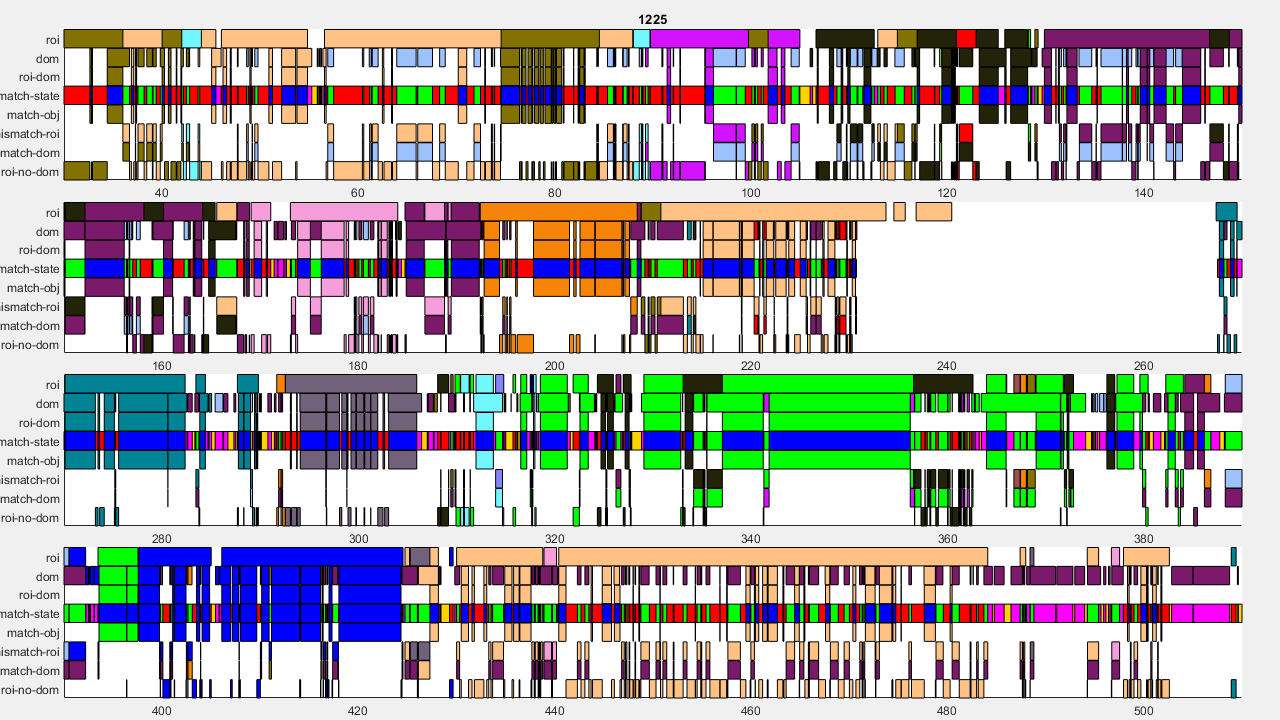 1225
roi
dom
roi-dom
match-state
match-obj
ismatch-roi
match-dom
roi-no-dom
40 60 80 100 120 140
roi
dom
roi-dom
match-state
match-obj
ismatch-roi
match-dom
roi-no-dom
160 180 200 220 240 260
roi
dom
roi-dom
match-state
match-obj
ismatch-roi
match-dom
roi-no-dom
280 300 320 340 360 380
roi
dom
roi-dom
match-state
match-obj
ismatch-roi
match-dom
roi-no-dom
400 420 440 460 480 500